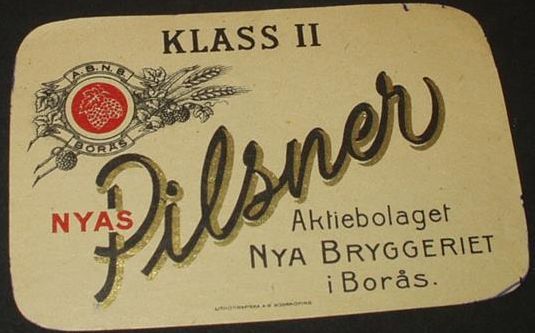 KLASS II
A.B.N.B.
BORÅS
NYAS Pilsner
Aktiebolaget
NYA BRYGGERIET
i Borås.